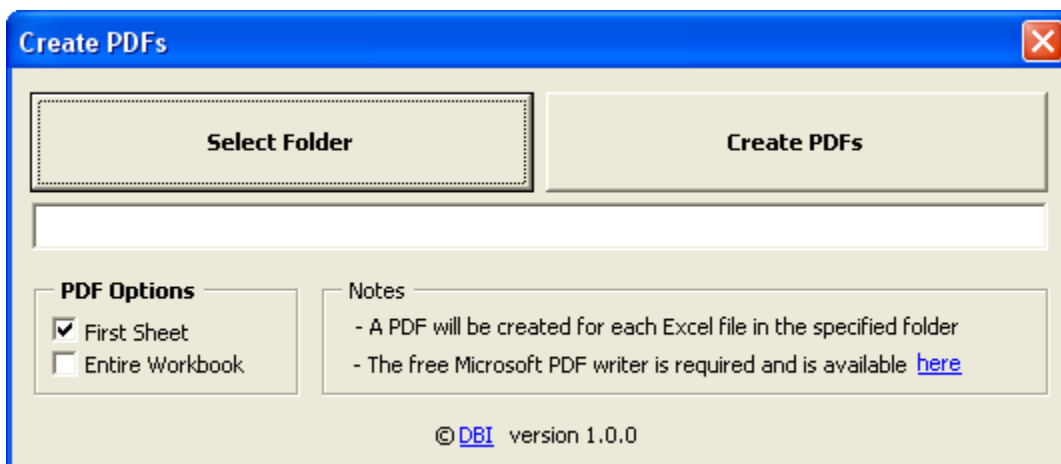 Create PDFs
Select Folder
Create PDFs
PDF Options
First Sheet
Entire Workbook
Notes
- A PDF will be created for each Excel file in the specified folder
- The free Microsoft PDF writer is required and is available here
© DBI version 1.0.0